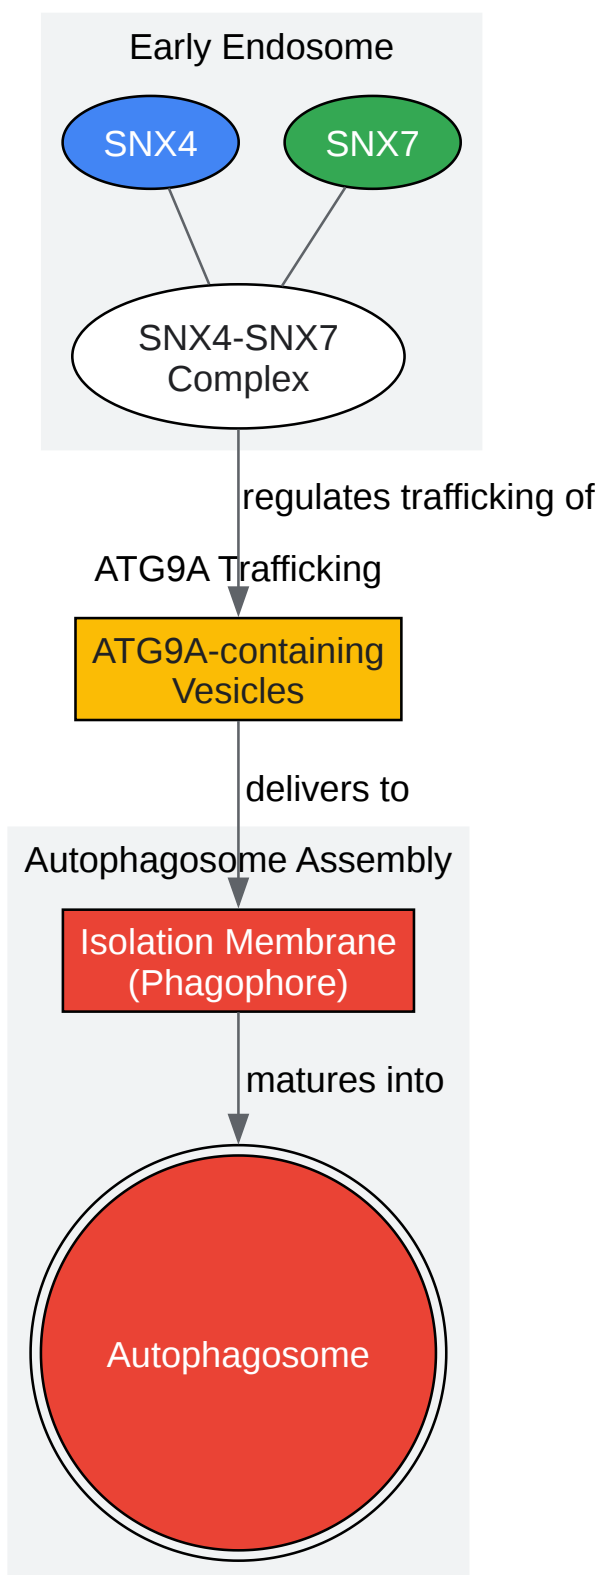 Early Endosome
SNX4
SNX7
SNX4-SNX7
Complex
regulates trafficking of
ATG9A Trafficking
ATG9A-containing
Vesicles
delivers to
Autophagosome Assembly
Isolation Membrane
(Phagophore)
matures into
Autophagosome